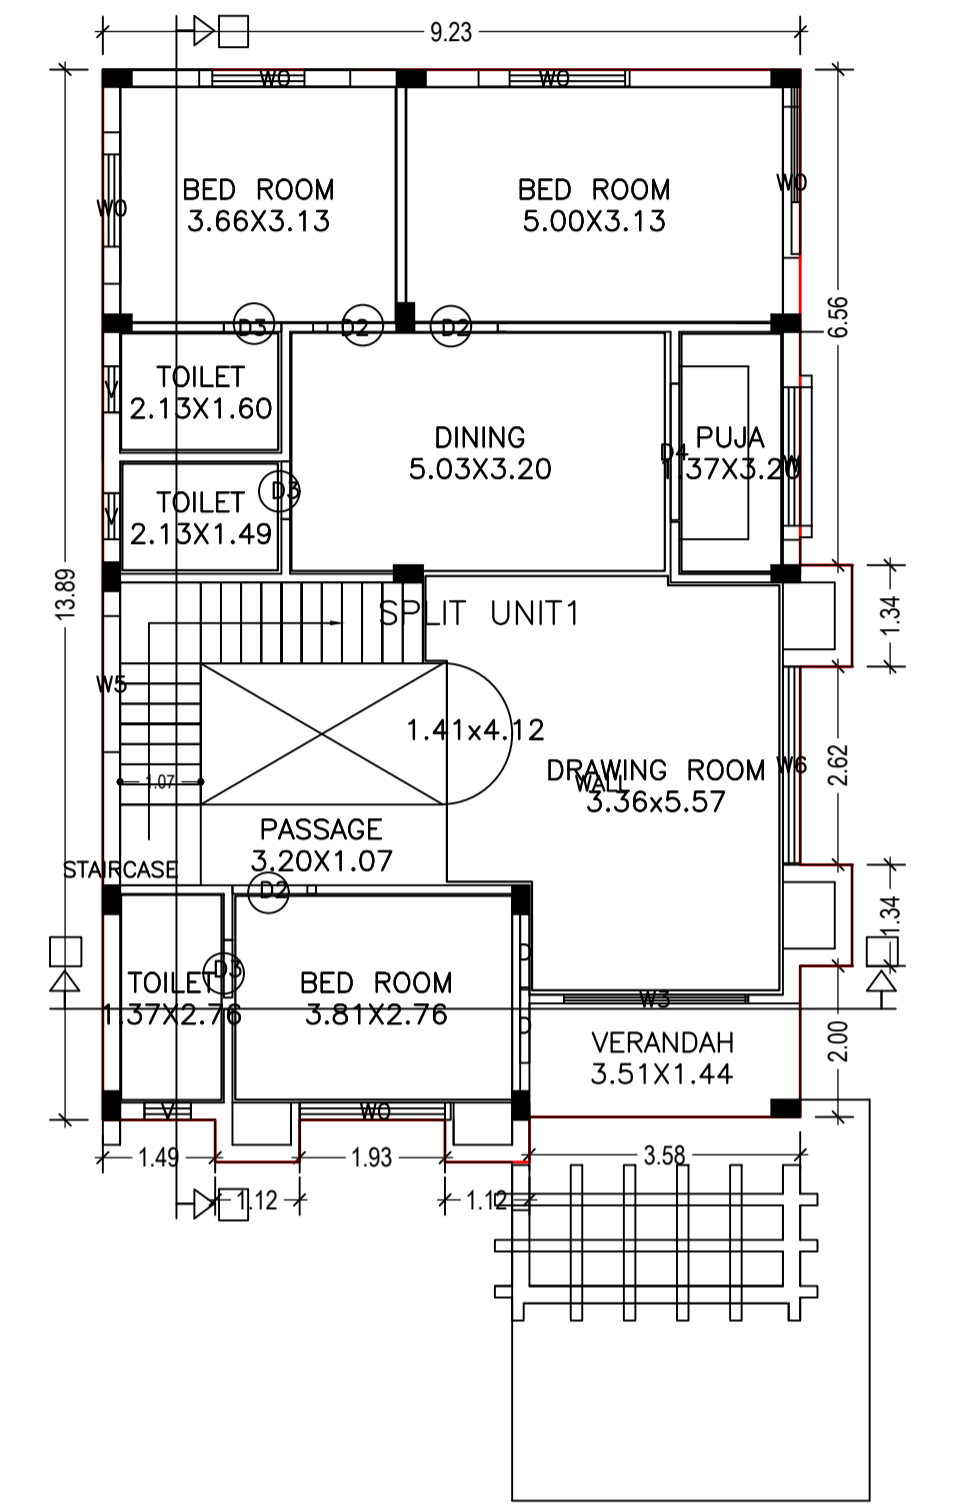 9.23
W0
W0
BED ROOM
3.66X3.13
BED ROOM
5.00X3.13
W0
W0
D3
D2
D2
6.56
TOILET
2.13X1.60
V
DINING
5.03X3.20
D4
PUJA
1.37X3.20
W
TOILET
2.13X1.49
D3
V
13.89
SPLIT UNIT1
1.34
W5
1.41x4.12
1.07
DRAWING ROOM
3.36x5.57
WALL
W6
2.62
PASSAGE
3.20X1.07
STAIRCASE
D2
1.34
D
TOILET
1.37X2.76
D3
BED ROOM
3.81X2.76
W3
D
VERANDAH
3.51X1.44
2.00
V
W0
1.49
1.93
3.58
1.12
1.12